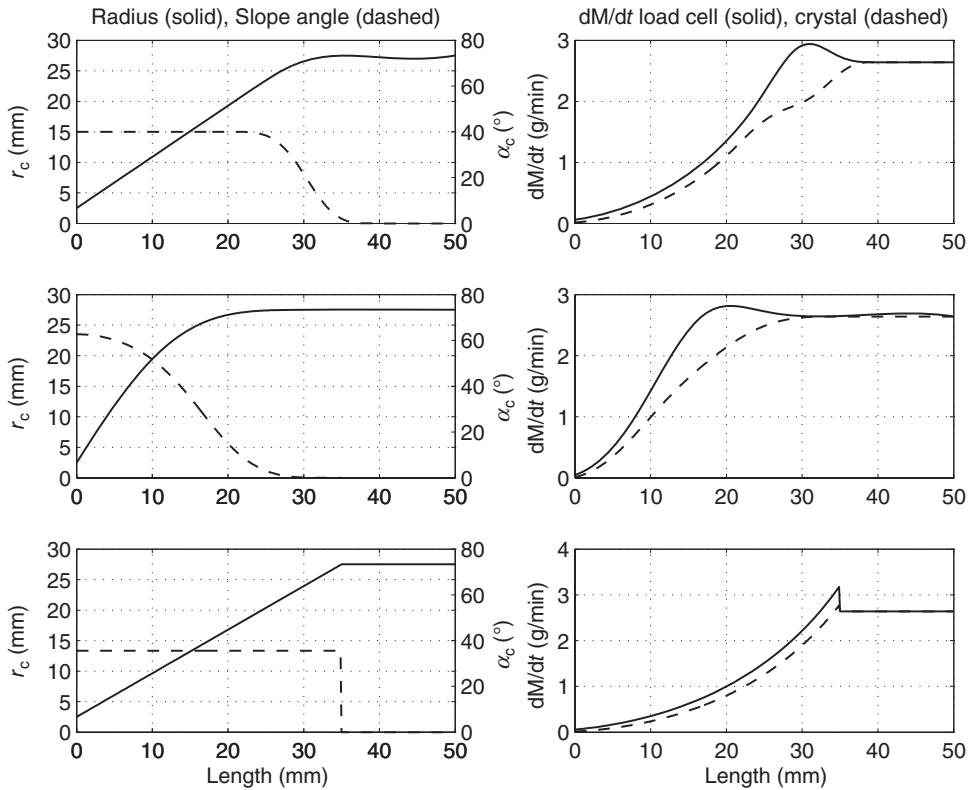 Radius (solid), Slope angle (dashed)
dM/dt load cell (solid), crystal (dashed)
30
25
20
15
10
5
0
r_c (mm)
80
60
40
20
0
α_c (°)
0 10 20 30 40 50
3
2
1
0
dM/dt (g/min)
0 10 20 30 40 50
30
25
20
15
10
5
0
r_c (mm)
80
60
40
20
0
α_c (°)
0 10 20 30 40 50
3
2
1
0
dM/dt (g/min)
0 10 20 30 40 50
30
25
20
15
10
5
0
r_c (mm)
80
60
40
20
0
α_c (°)
0 10 20 30 40 50
Length (mm)
4
3
2
1
0
dM/dt (g/min)
0 10 20 30 40 50
Length (mm)